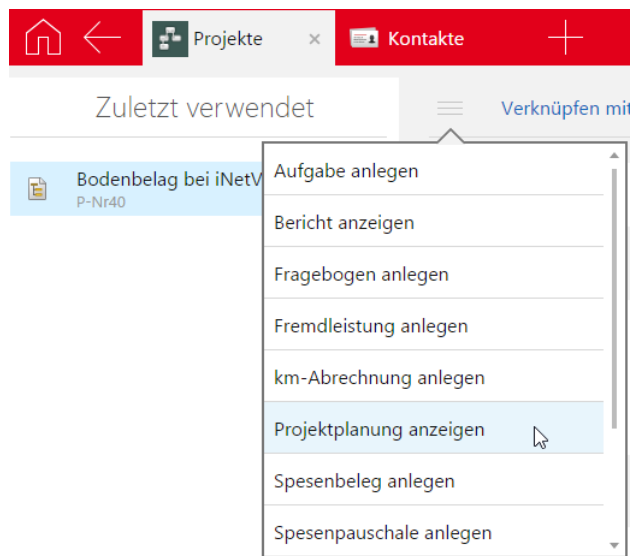 Projekte
Kontakte
Zuletzt verwendet
Verknüpfen mit
Bodenbelag bei iNetV
P-Nr40
Aufgabe anlegen
Bericht anzeigen
Fragebogen anlegen
Fremdleistung anlegen
km-Abrechnung anlegen
Projektplanung anzeigen
Spesenbeleg anlegen
Spesenpauschale anlegen